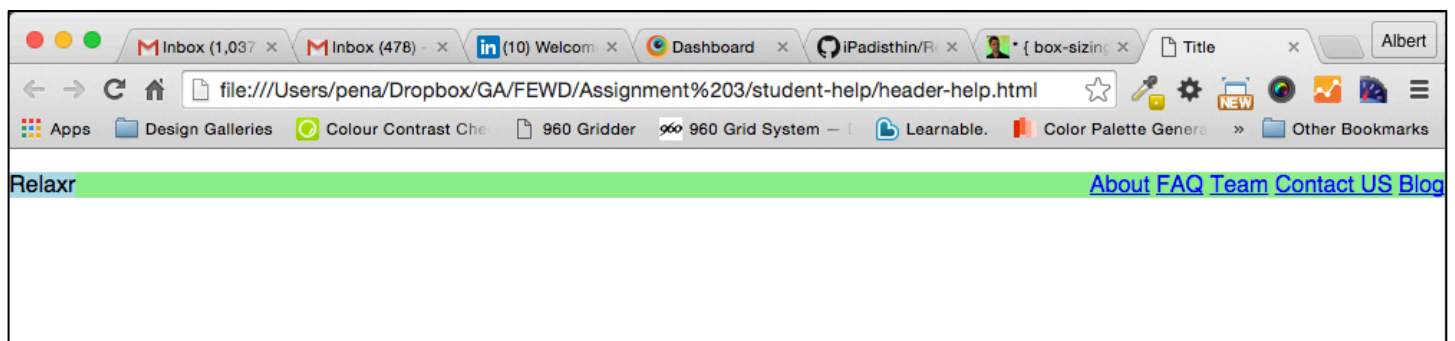 Inbox (1,037 Inbox (478) - (10) Welcom Dashboard iPadisthin/R * { box-sizing Title Albert
file:///Users/pena/Dropbox/GA/FEWD/Assignment%203/student-help/header-help.html NEW
Apps Design Galleries Colour Contrast Che 960 Gridder 960 960 Grid System — Learnable. Color Palette Genera » Other Bookmarks
Relaxr About FAQ Team Contact US Blog